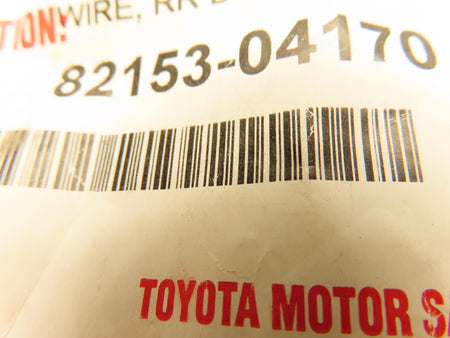 TION! WIRE, RR
82153-04170
TOYOTA MOTOR